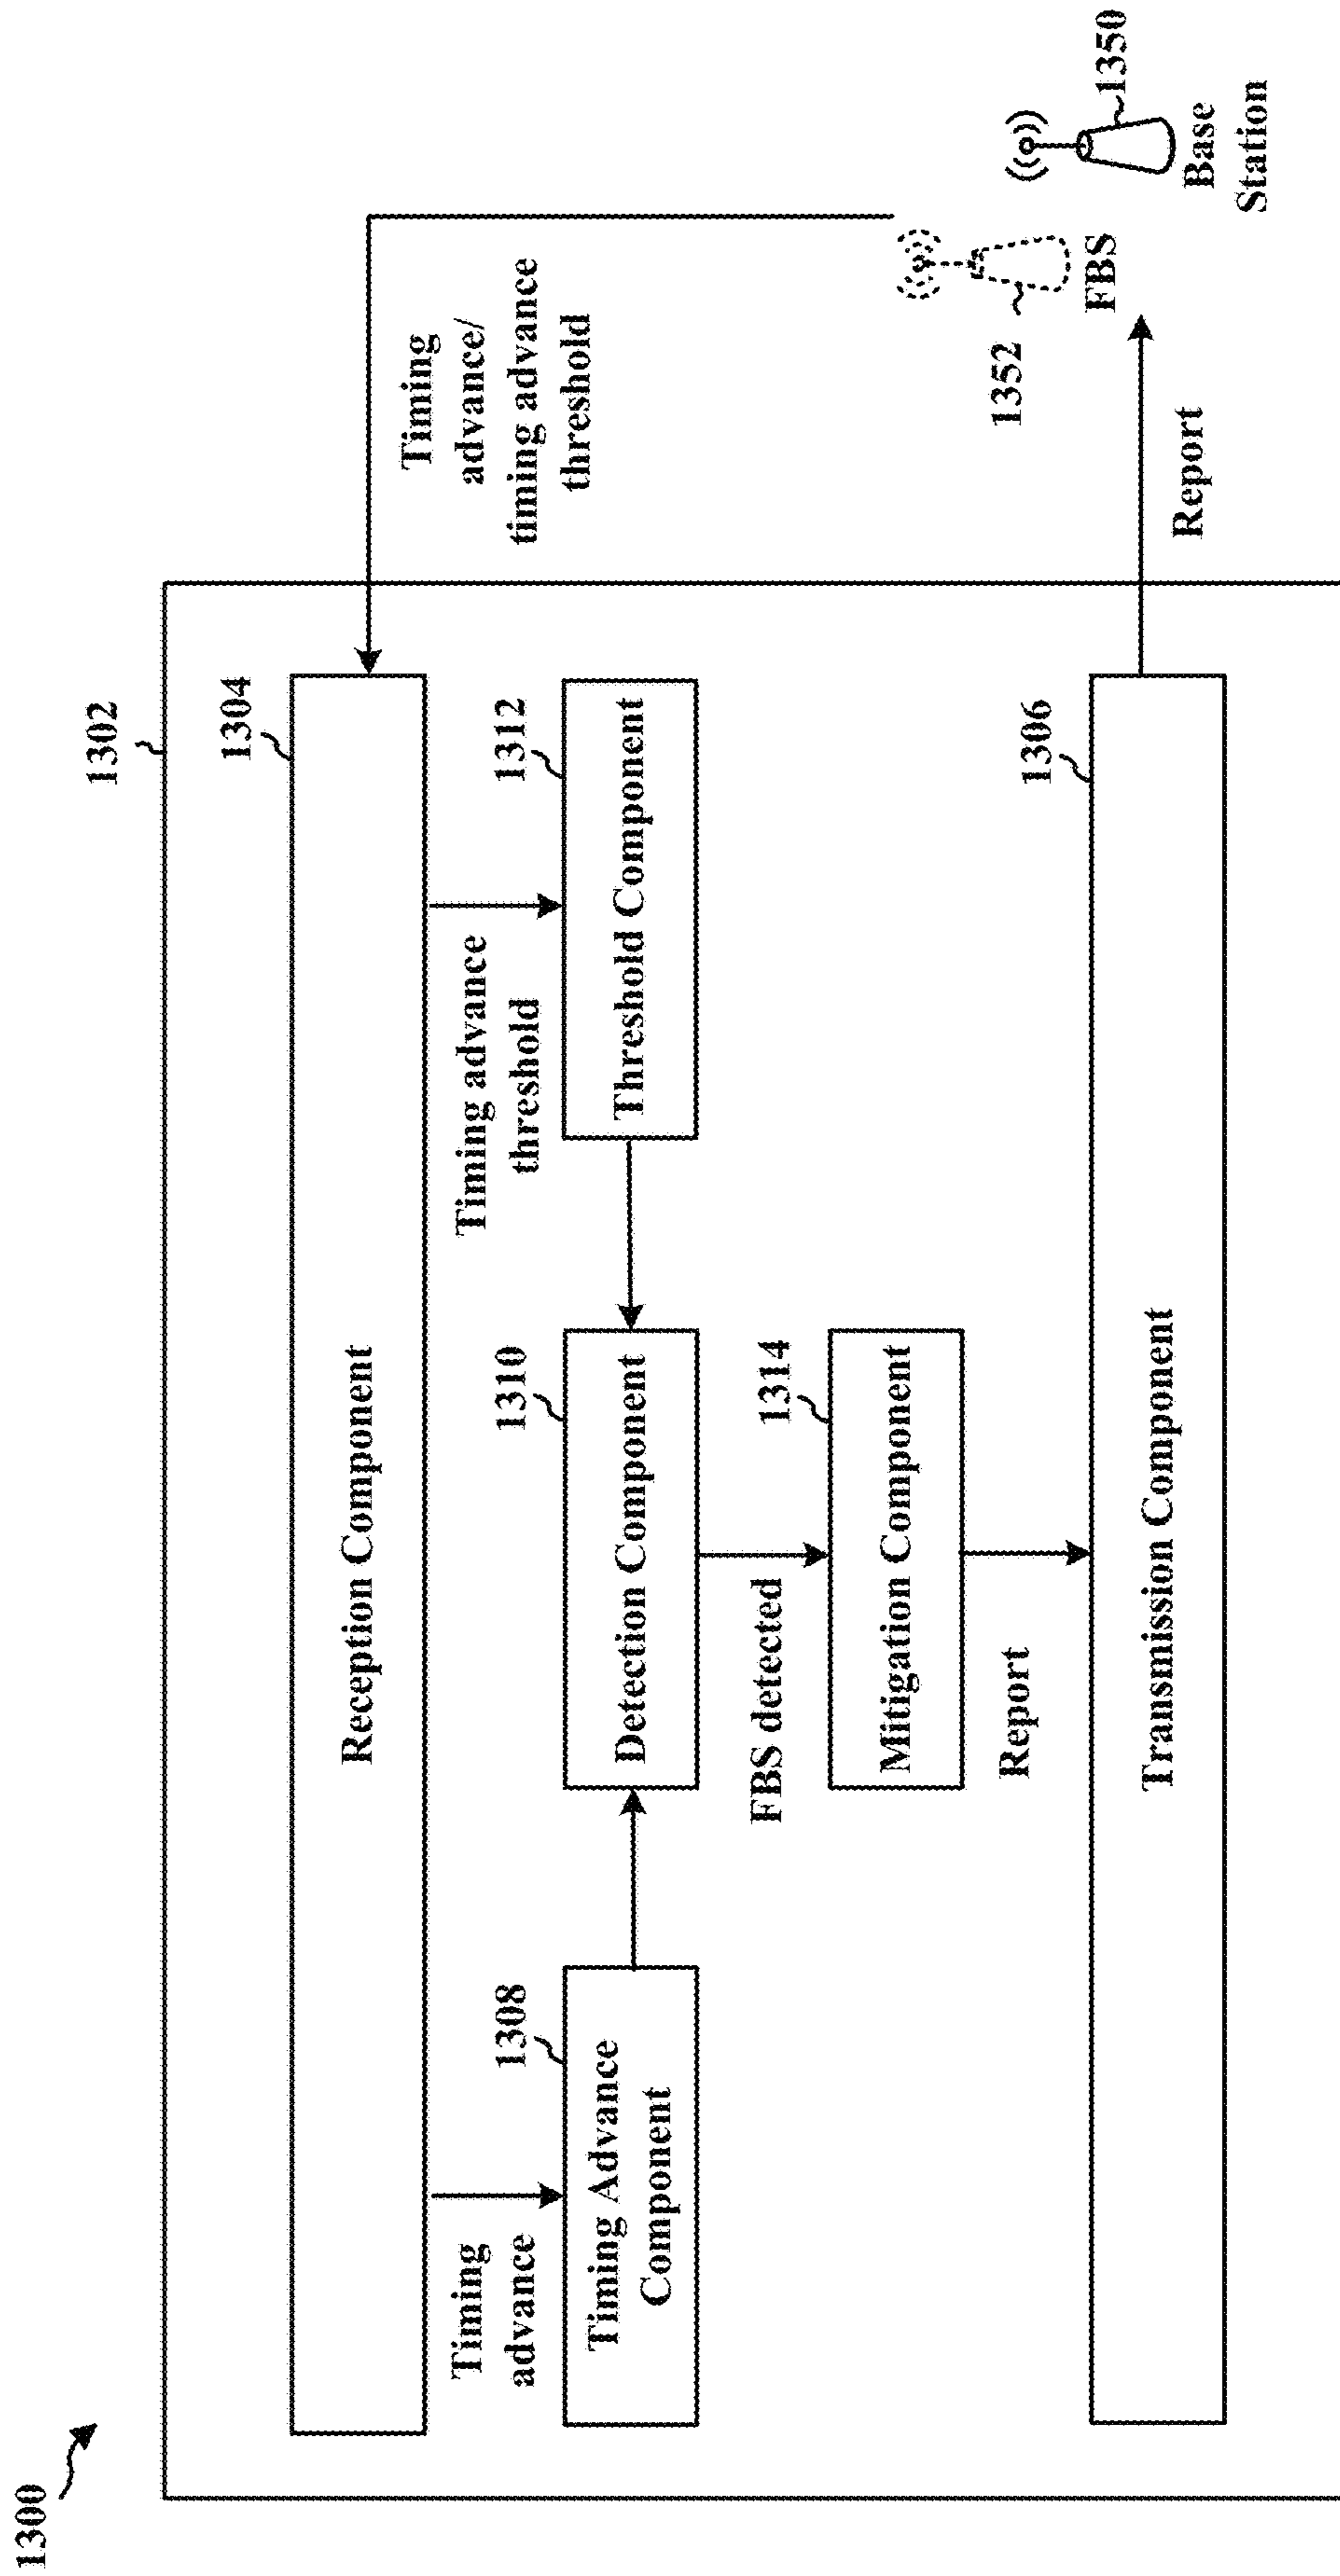 1300
1302
1304
Reception Component
Timing
advance
Timing advance
threshold
Timing
advance/
timing advance
threshold
1308
Timing Advance
Component
1310
Detection Component
1312
Threshold Component
FBS detected
1314
Mitigation Component
Report
1306
Transmission Component
Report
1352
FBS
1350
Base
Station